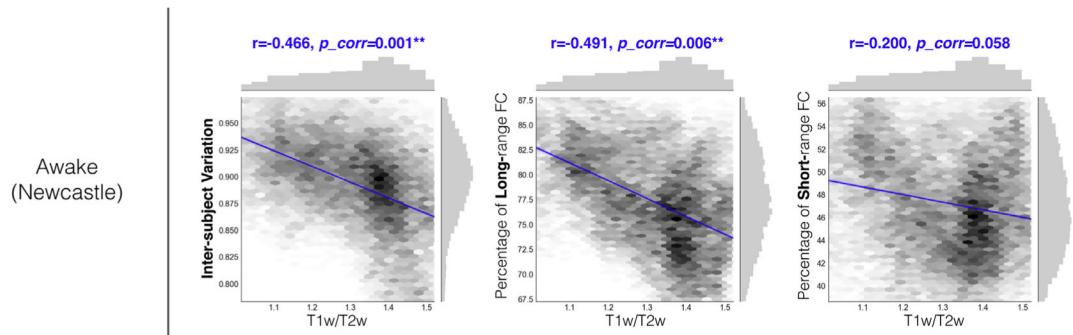 Awake
(Newcastle)
r=-0.466, p_corr=0.001**
Inter-subject Variation
0.950
0.925
0.900
0.875
0.850
0.825
0.800
1.1 1.2 1.3 1.4 1.5
T1w/T2w
r=-0.491, p_corr=0.006**
Percentage of Long-range FC
87.5
85.0
82.5
80.0
77.5
75.0
72.5
70.0
67.5
1.1 1.2 1.3 1.4 1.5
T1w/T2w
r=-0.200, p_corr=0.058
Percentage of Short-range FC
56
54
52
50
48
46
44
42
40
1.1 1.2 1.3 1.4 1.5
T1w/T2w